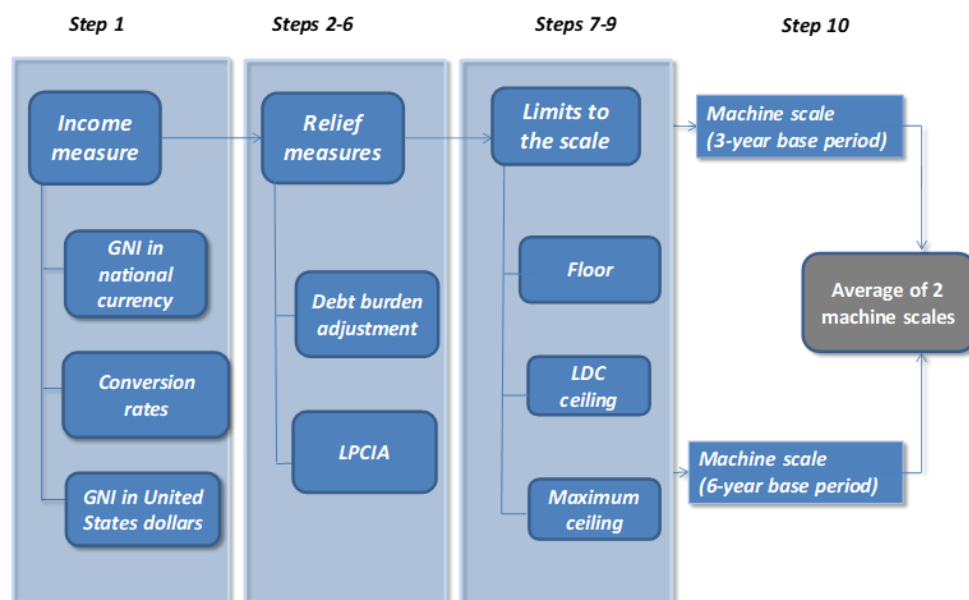 Step 1
Steps 2-6
Steps 7-9
Step 10
Income
measure
GNI in
national
currency
Conversion
rates
GNI in United
States dollars
Relief
measures
Debt burden
adjustment
LPCIA
Limits to
the scale
Floor
LDC
ceiling
Maximum
ceiling
Machine scale
(3-year base period)
Average of 2
machine scales
Machine scale
(6-year base period)